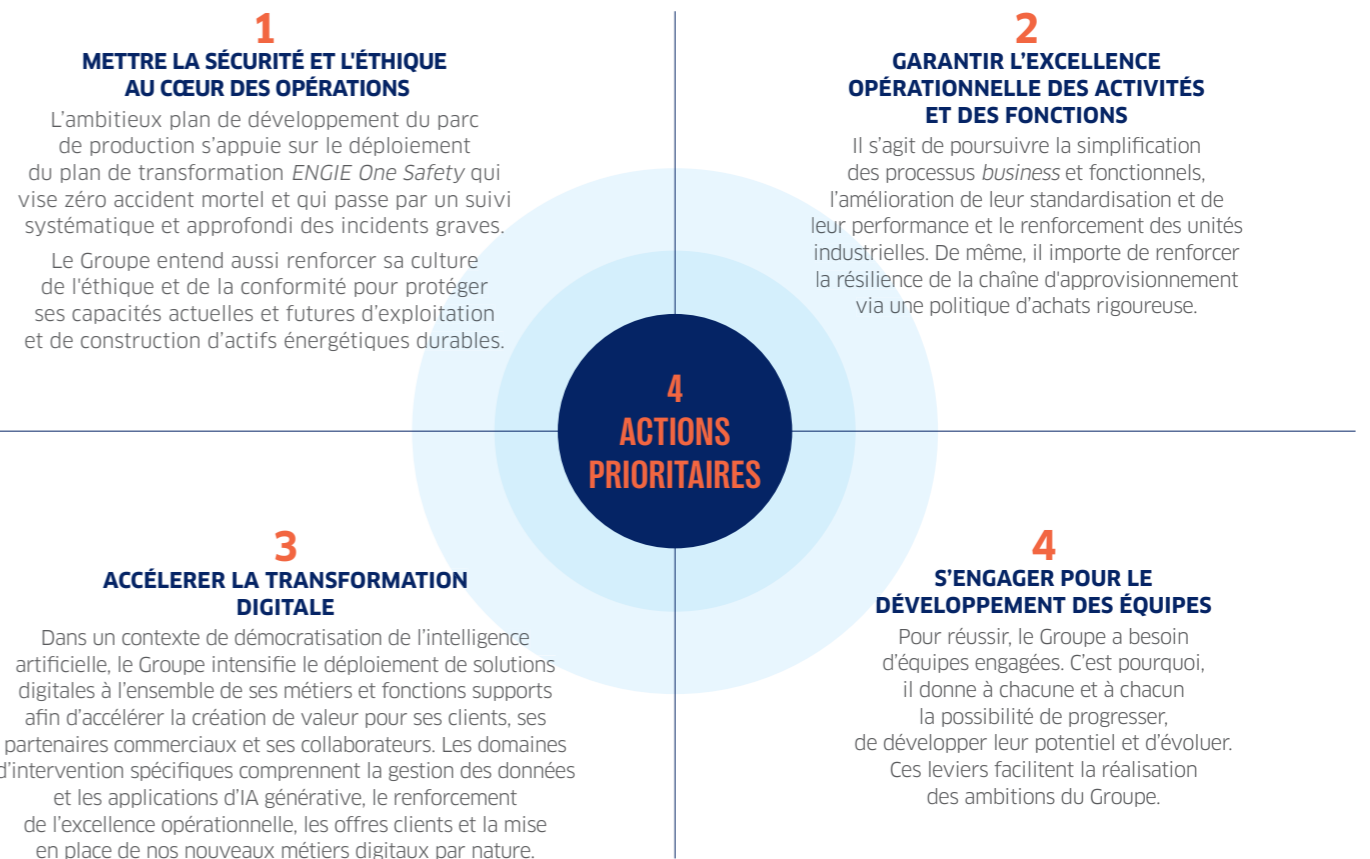 1
METTRE LA SÉCURITÉ ET L'ÉTHIQUE
AU CŒUR DES OPÉRATIONS
L'ambitieux plan de développement du parc
de production s'appuie sur le déploiement
du plan de transformation ENGIE One Safety qui
vise zéro accident mortel et qui passe par un suivi
systématique et approfondi des incidents graves.
Le Groupe entend aussi renforcer sa culture
de l'éthique et de la conformité pour protéger
ses capacités actuelles et futures d'exploitation
et de construction d'actifs énergétiques durables.
2
GARANTIR L'EXCELLENCE
OPÉRATIONNELLE DES ACTIVITÉS
ET DES FONCTIONS
Il s'agit de poursuivre la simplification
des processus business et fonctionnels,
l'amélioration de leur standardisation et de
leur performance et le renforcement des unités
industrielles. De même, il importe de renforcer
la résilience de la chaîne d'approvisionnement
via une politique d'achats rigoureuse.
4
ACTIONS
PRIORITAIRES
3
ACCÉLERER LA TRANSFORMATION
DIGITALE
Dans un contexte de démocratisation de l'intelligence
artificielle, le Groupe intensifie le déploiement de solutions
digitales à l'ensemble de ses métiers et fonctions supports
afin d'accélérer la création de valeur pour ses clients, ses
partenaires commerciaux et ses collaborateurs. Les domaines
d'intervention spécifiques comprennent la gestion des données
et les applications d'IA générative, le renforcement
de l'excellence opérationnelle, les offres clients et la mise
en place de nos nouveaux métiers digitaux par nature.
4
S'ENGAGER POUR LE
DÉVELOPPEMENT DES ÉQUIPES
Pour réussir, le Groupe a besoin
d'équipes engagées. C'est pourquoi,
il donne à chacune et à chacun
la possibilité de progresser,
de développer leur potentiel et d'évoluer.
Ces leviers facilitent la réalisation
des ambitions du Groupe.